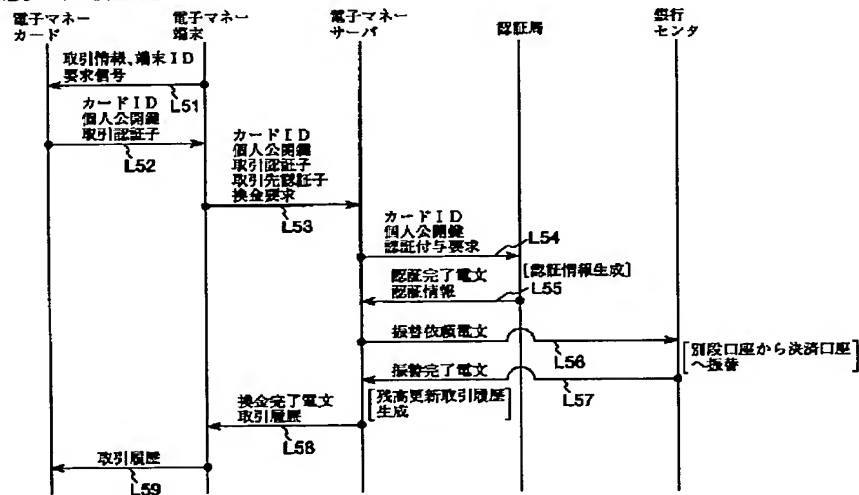 電子マネー
カード
電子マネー
端末
電子マネー
サーバ
認証局
銀行
センタ
取引情報、端末ID
要求信号
L51
カードID
個人公開鍵
取引認証子
L52
カードID
個人公開鍵
取引認証子
取引先認証子
換金要求
L53
カードID
個人公開鍵
認証付与要求
L54
[認証情報生成]
認証完了電文
認証情報
L55
振替依頼電文
L56
[別段口座から決済口座
へ振替]
振替完了電文
L57
[残高更新取引履歴
生成]
換金完了電文
取引履歴
L58
取引履歴
L59